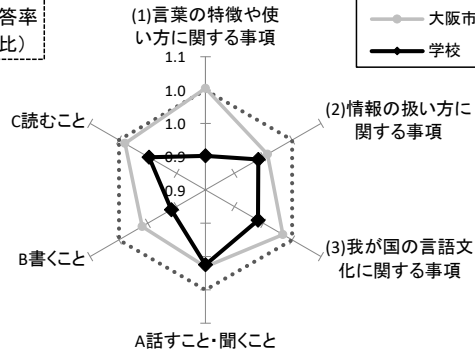 答率
比）
(1)言葉の特徴や使
い方に関する事項
大阪市
学校
1.1
1.0
1.0
0.9
0.9
(2)情報の扱い方に
関する事項
(3)我が国の言語文
化に関する事項
A話すこと・聞くこと
B書くこと
C読むこと